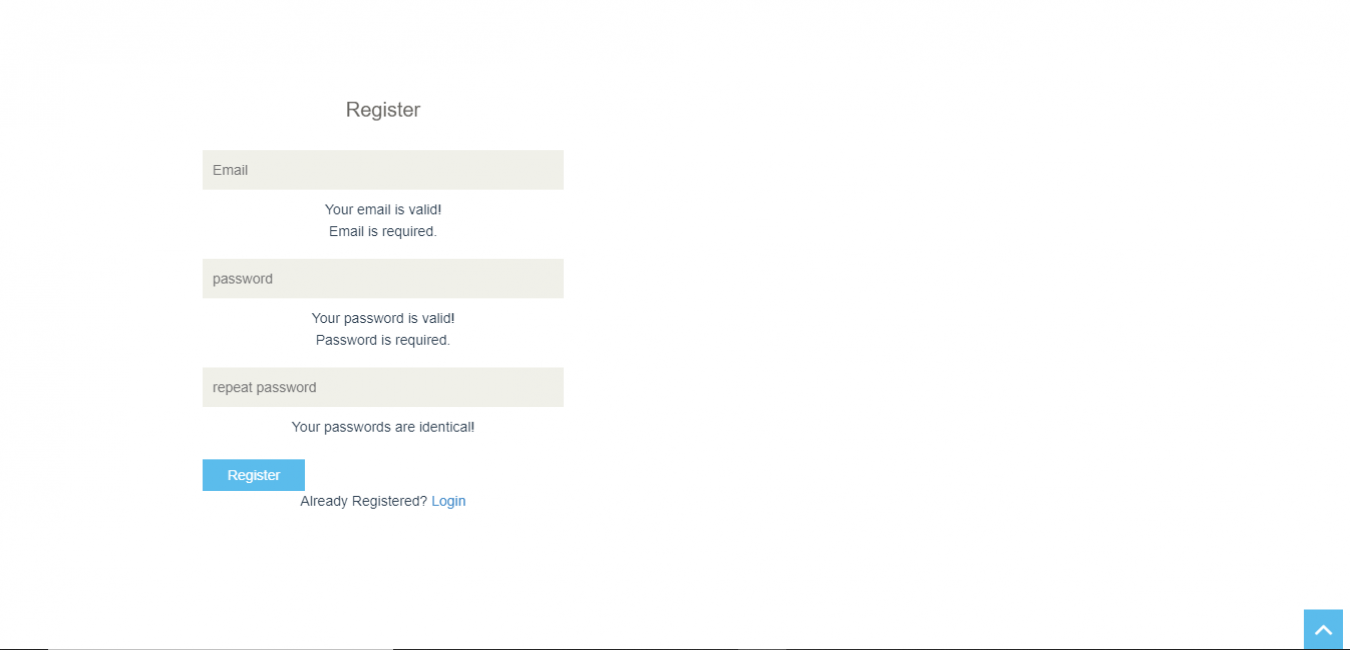 Register
Email
Your email is valid!
Email is required.
password
Your password is valid!
Password is required.
repeat password
Your passwords are identical!
Register
Already Registered? Login